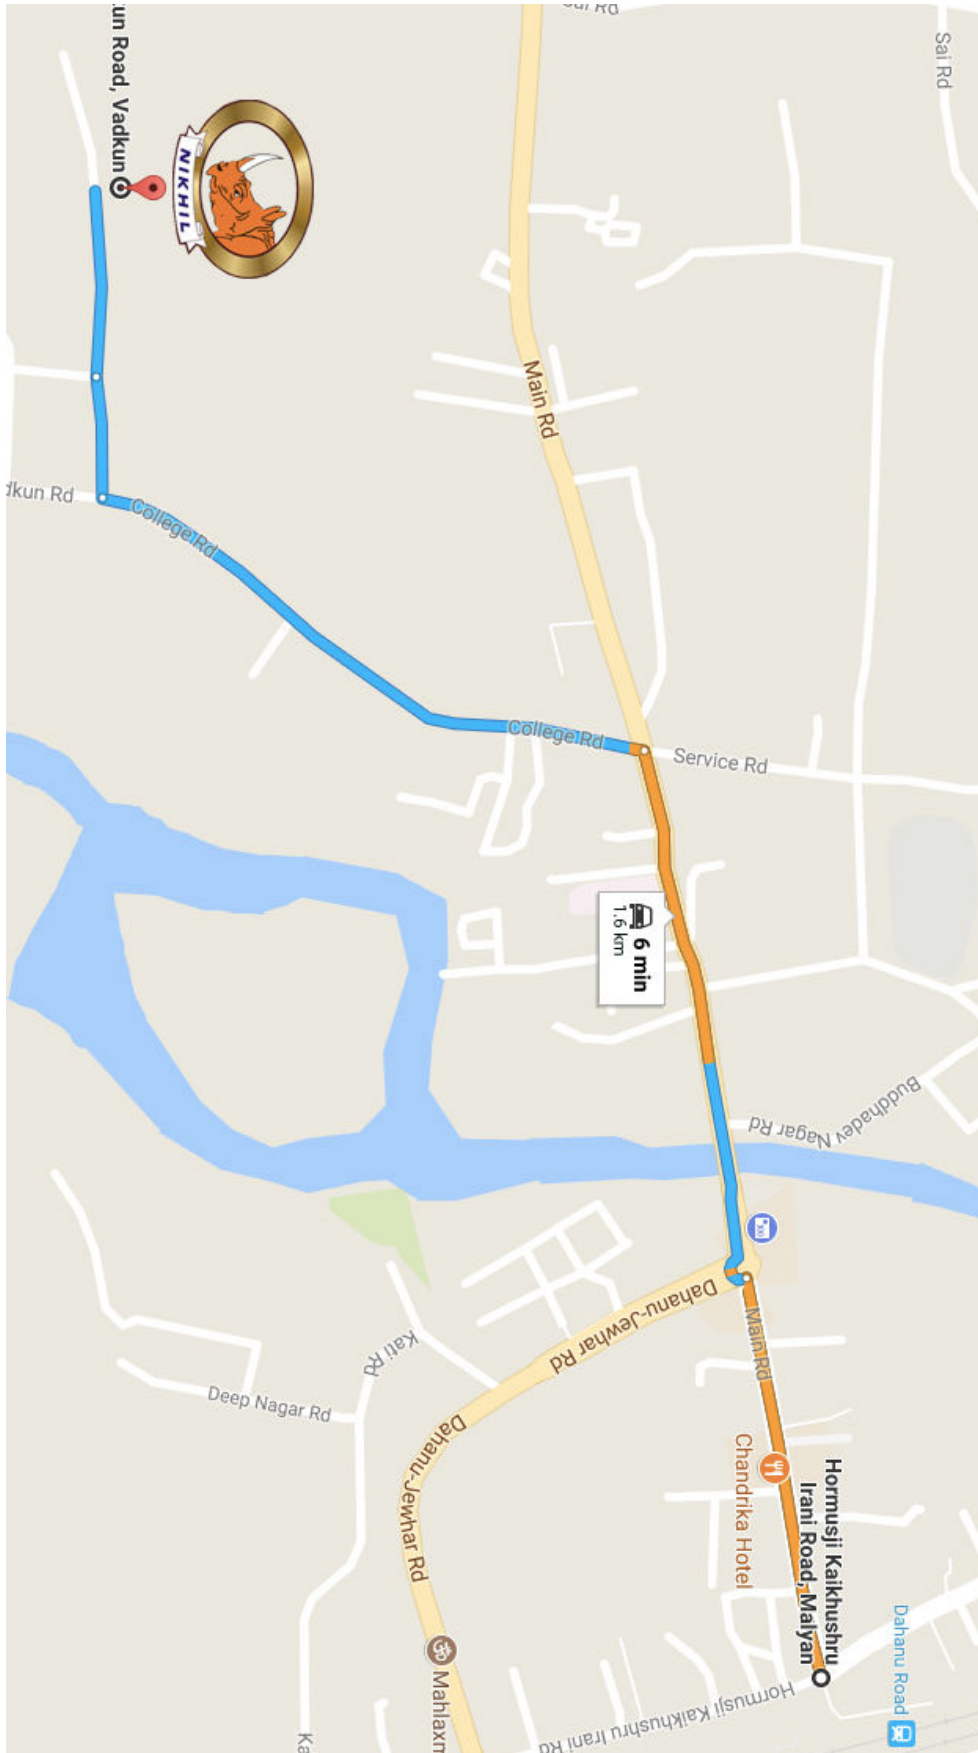 Sai Rd
un Road, Vadkun
NIKHIL
Main Rd
dkun Rd
College Rd
College Rd
Service Rd
6 min
1.6 km
Buddhadev Nagar Rd
Dahanu-Jewhar Rd
Main Rd
Kati Rd
Deep Nagar Rd
Dahanu-Jewhar Rd
Chandrika Hotel
Hormusji Kaikhushru
Irani Road, Malyan
Dahanu Road
Hormusji Kaikhushru Irani Rd
Mahlaxm
Ka